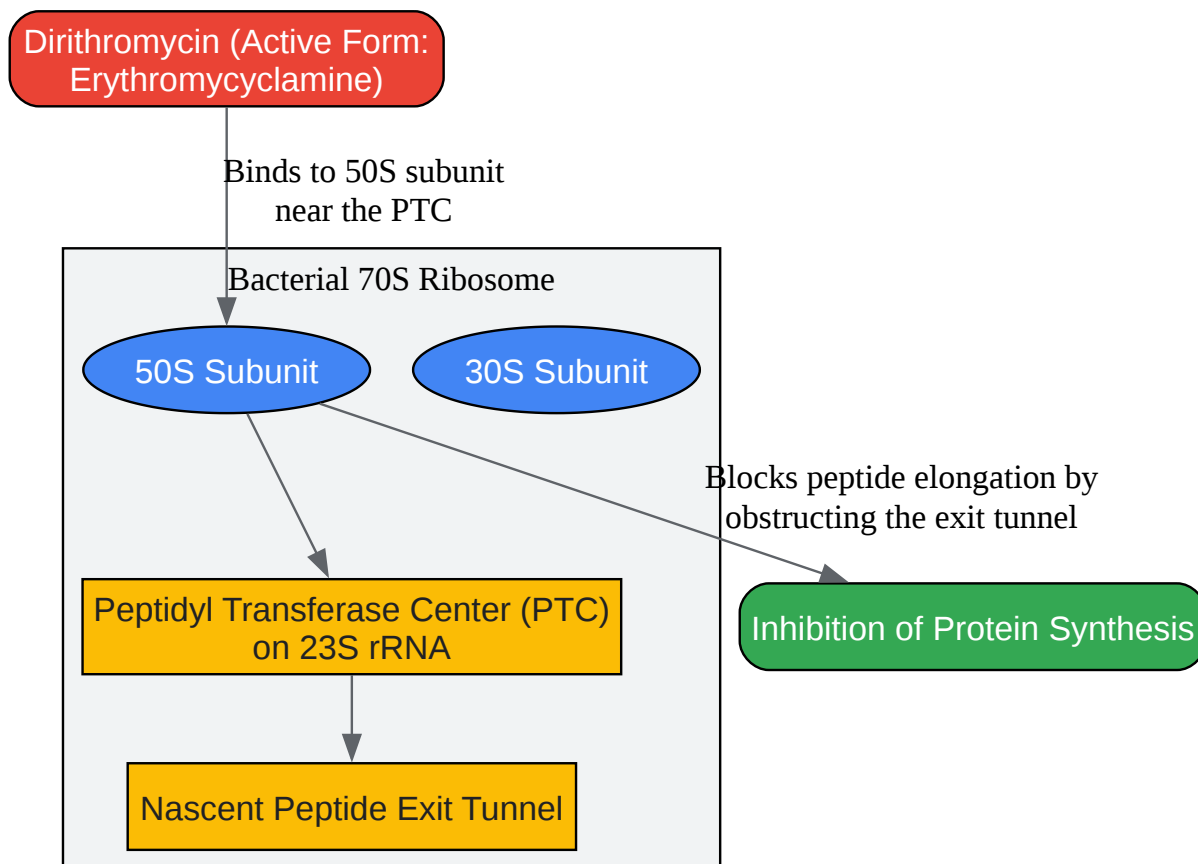 Dirithromycin (Active Form:
Erythromycyclamine)
Binds to 50S subunit
near the PTC
Bacterial 70S Ribosome
50S Subunit
30S Subunit
Blocks peptide elongation by
obstructing the exit tunnel
Peptidyl Transferase Center (PTC)
on 23S rRNA
Inhibition of Protein Synthesis
Nascent Peptide Exit Tunnel